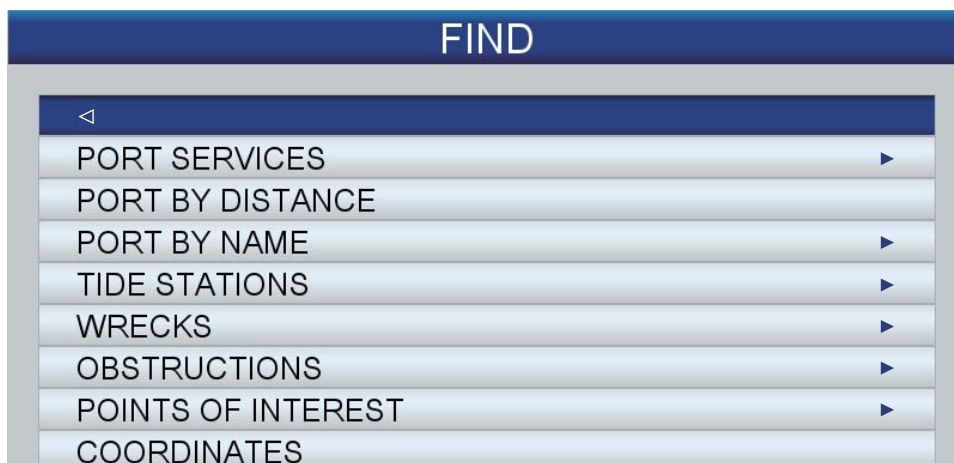 FIND
PORT SERVICES
PORT BY DISTANCE
PORT BY NAME
TIDE STATIONS
WRECKS
OBSTRUCTIONS
POINTS OF INTEREST
COORDINATES